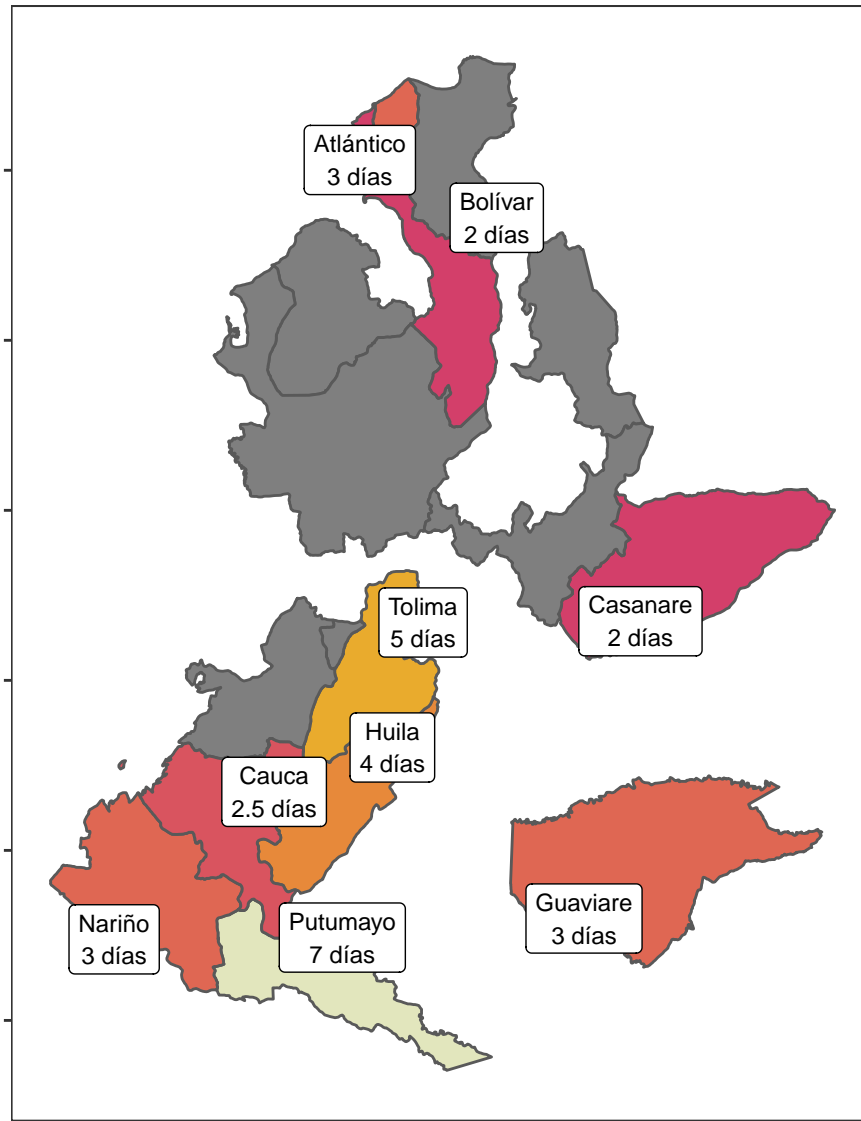 Atlántico
3 días
Bolívar
2 días
Tolima
5 días
Casanare
2 días
Huila
4 días
Cauca
2.5 días
Guaviare
3 días
Nariño
3 días
Putumayo
7 días